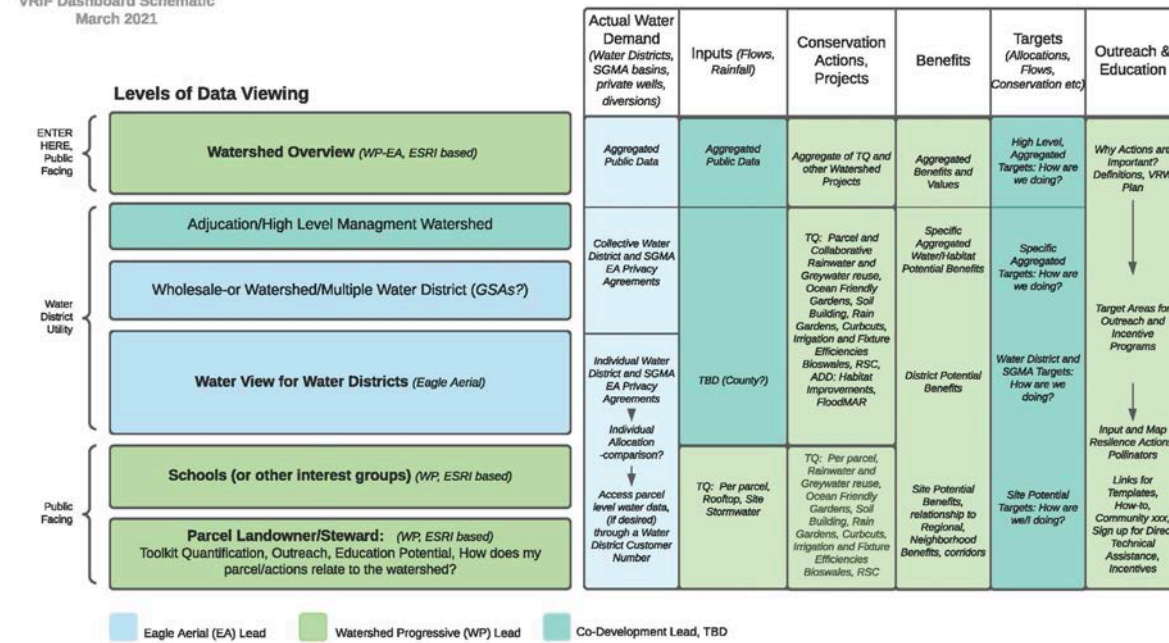 VRIF Dashboard Schematic
March 2021
Levels of Data Viewing
Actual Water
Demand
(Water Districts,
SGMA basins,
private wells,
diversions)
Inputs (Flows,
Rainfall)
Conservation
Actions,
Projects
Benefits
Targets
(Allocations,
Flows,
Conservation etc)
Outreach &
Education
ENTER
HERE,
Public
Facing
Watershed Overview (WP-EA, ESRI based)
Aggregated
Public Data
Aggregated
Public Data
Aggregate of TQ and
other Watershed
Projects
Aggregated
Benefits and
Values
High Level,
Aggregated
Targets: How are
we doing?
Why Actions are
Important?
Definitions, VRW
Plan
Water
District
Utility
Adjucation/High Level Managment Watershed
Wholesale-or Watershed/Multiple Water District (GSAs?)
Water View for Water Districts (Eagle Aerial)
Collective Water
District and SGMA
EA Privacy
Agreements
Individual Water
District and SGMA
EA Privacy
Agreements
Individual
Allocation
-comparison?
Access parcel
level water data,
(if desired)
through a Water
District Customer
Number
TBD (County?)
TQ: Per parcel,
Rooftop, Site
Stormwater
TQ: Parcel and
Collaborative
Rainwater and
Greywater reuse,
Ocean Friendly
Gardens, Soil
Building, Rain
Gardens, Curbcuts,
Irrigation and Fixture
Efficiencies
Bioswales, RSC,
ADD: Habitat
Improvements,
FloodMAR
TQ: Per parcel,
Rainwater and
Greywater reuse,
Ocean Friendly
Gardens, Soil
Building, Rain
Gardens, Curbcuts,
Irrigation and Fixture
Efficiencies
Bioswales, RSC
Specific
Aggregated
Water/Habitat
Potential Benefits
District Potential
Benefits
Site Potential
Benefits,
relationship to
Regional,
Neighborhood
Benefits, corridors
Specific
Aggregated
Targets: How are
we doing?
Water District and
SGMA Targets:
How are we
doing?
Site Potential
Targets: How are
we/I doing?
Target Areas for
Outreach and
Incentive
Programs
Input and Map
Resilence Actions
Pollinators
Links for
Templates,
How-to,
Community xxx,
Sign up for Direct
Technical
Assistance,
Incentives
Public
Facing
Schools (or other interest groups) (WP, ESRI based)
Parcel Landowner/Steward: (WP, ESRI based)
Toolkit Quantification, Outreach, Education Potential, How does my
parcel/actions relate to the watershed?
Eagle Aerial (EA) Lead
Watershed Progressive (WP) Lead
Co-Development Lead, TBD